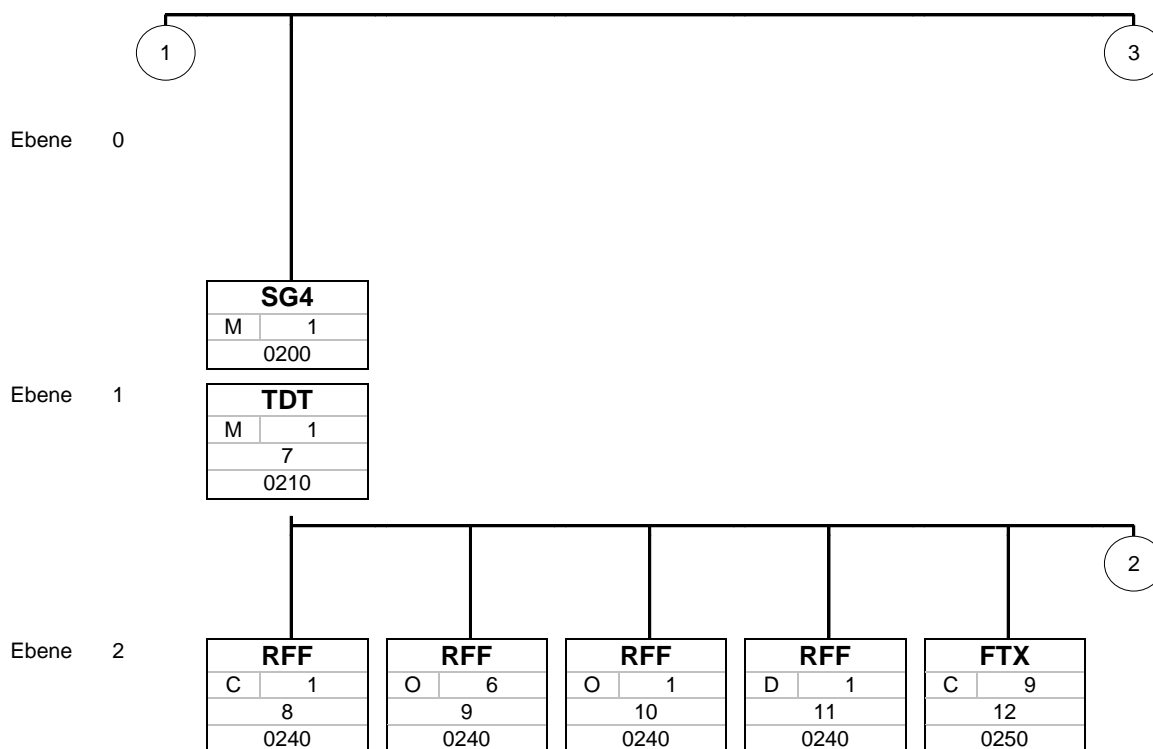 1 3
Ebene 0
SG4
M 1
0200
Ebene 1
TDT
M 1
7
0210
2
Ebene 2
RFF RFF RFF RFF FTX
C 1 O 6 O 1 D 1 C 9
8 9 10 11 12
0240 0240 0240 0240 0250